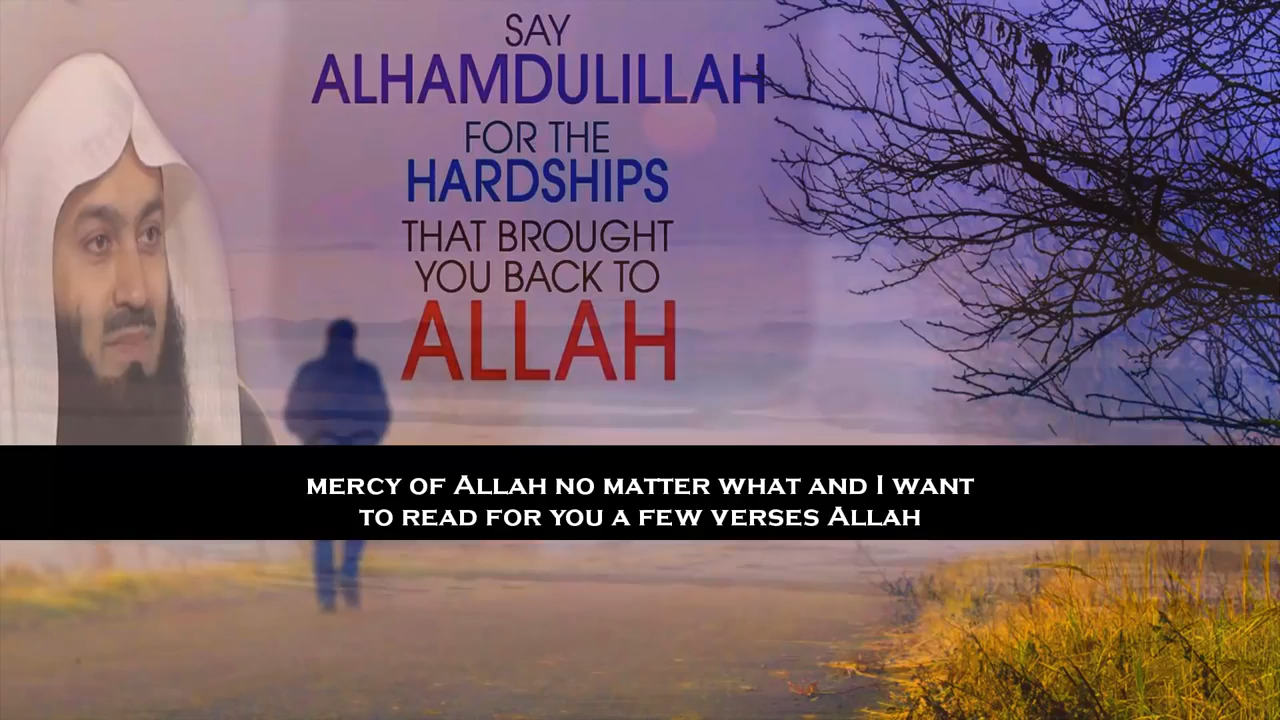 SAY
ALHAMDULILLAH
FOR THE
HARDSHIPS
THAT BROUGHT
YOU BACK TO
ALLAH
MERCY OF ALLAH NO MATTER WHAT AND I WANT
TO READ FOR YOU A FEW VERSES ALLAH